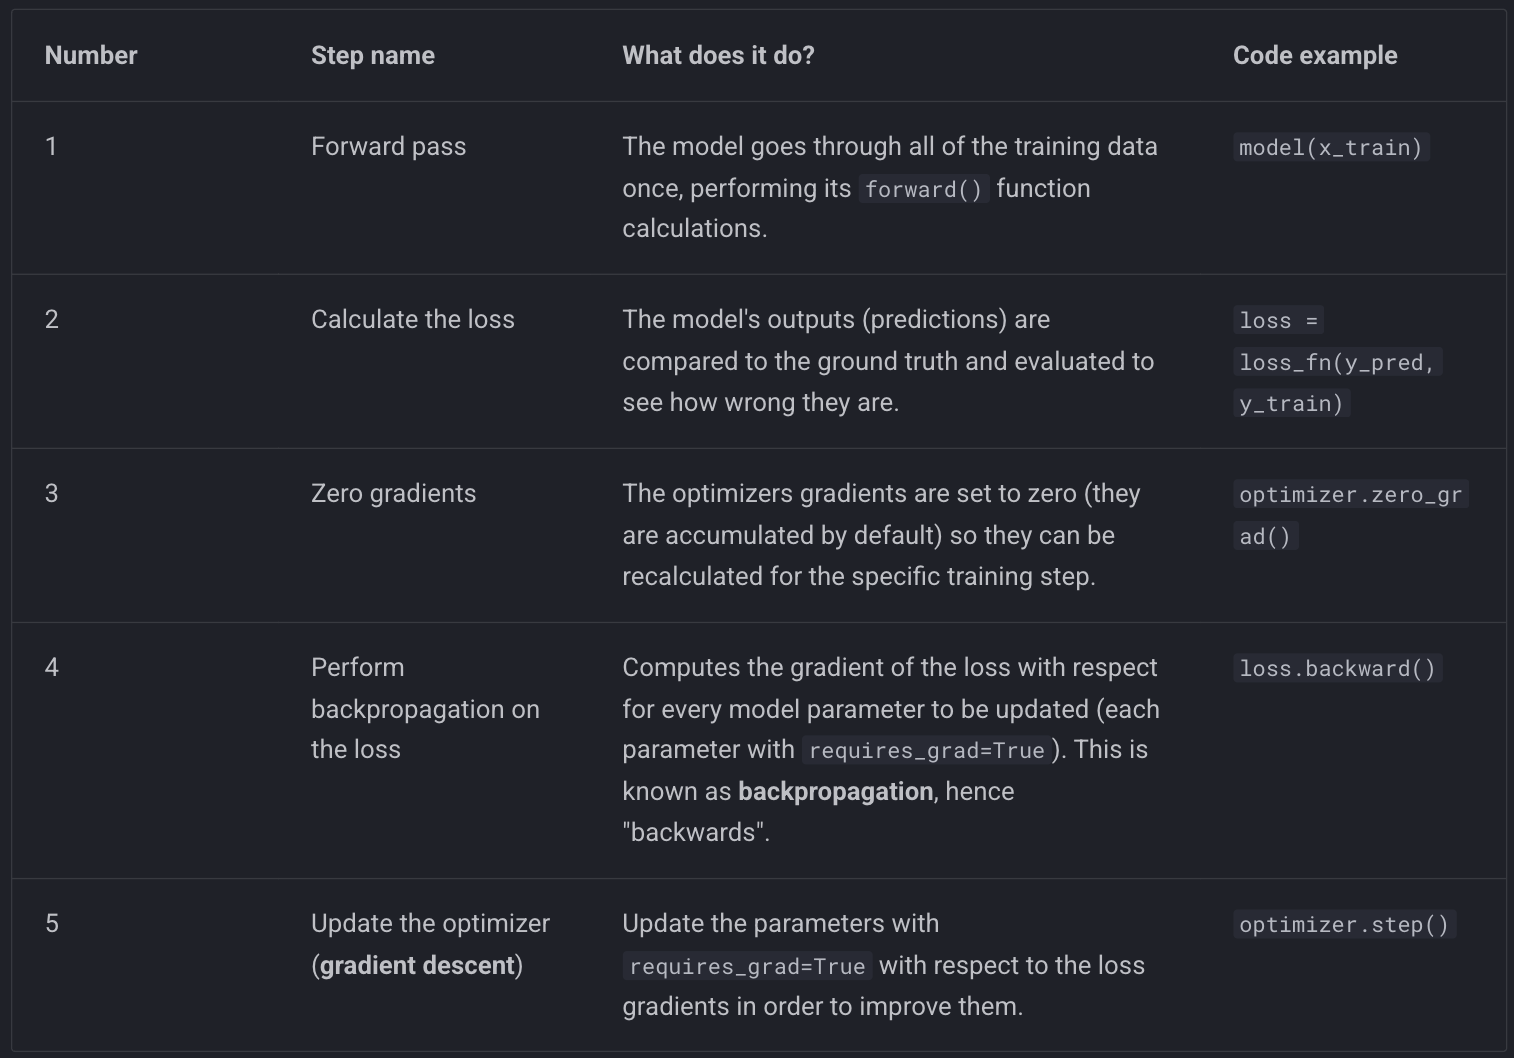 Number Step name What does it do? Code example
1 Forward pass The model goes through all of the training data model(x_train)
once, performing its forward() function
calculations.
2 Calculate the loss The model's outputs (predictions) are loss =
compared to the ground truth and evaluated to loss_fn(y_pred,
see how wrong they are. y_train)
3 Zero gradients The optimizers gradients are set to zero (they optimizer.zero_gr
are accumulated by default) so they can be ad()
recalculated for the specific training step.
4 Perform Computes the gradient of the loss with respect loss.backward()
backpropagation on for every model parameter to be updated (each
the loss parameter with requires_grad=True). This is
known as backpropagation, hence
"backwards".
5 Update the optimizer Update the parameters with optimizer.step()
(gradient descent) requires_grad=True with respect to the loss
gradients in order to improve them.